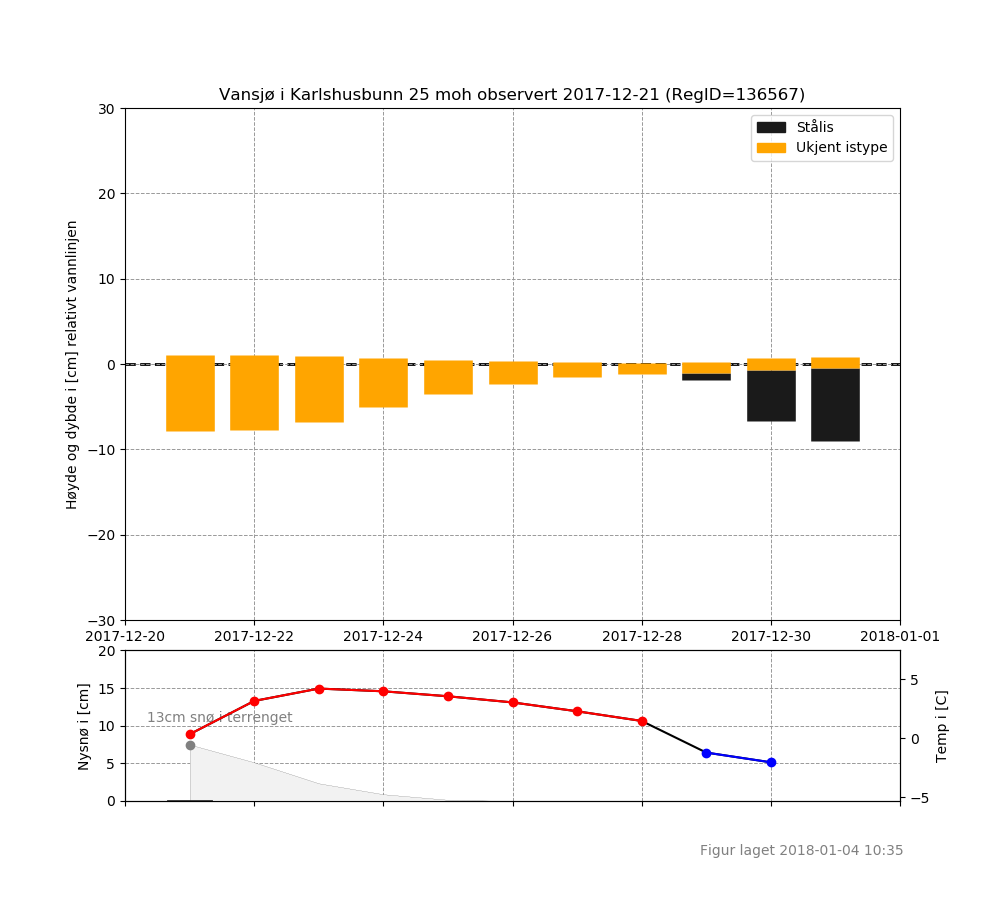 Vansjø i Karlshusbunn 25 moh observert 2017-12-21 (RegID=136567)
Stålis
Ukjent istype
Høyde og dybde i [cm] relativt vannlinjen
30
20
10
0
−10
−20
−30
2017-12-20 2017-12-22 2017-12-24 2017-12-26 2017-12-28 2017-12-30 2018-01-01
Nysnø i [cm]
20
15
10
5
0
13cm snø i terrenget
5
0
−5
Temp i [C]
Figur laget 2018-01-04 10:35